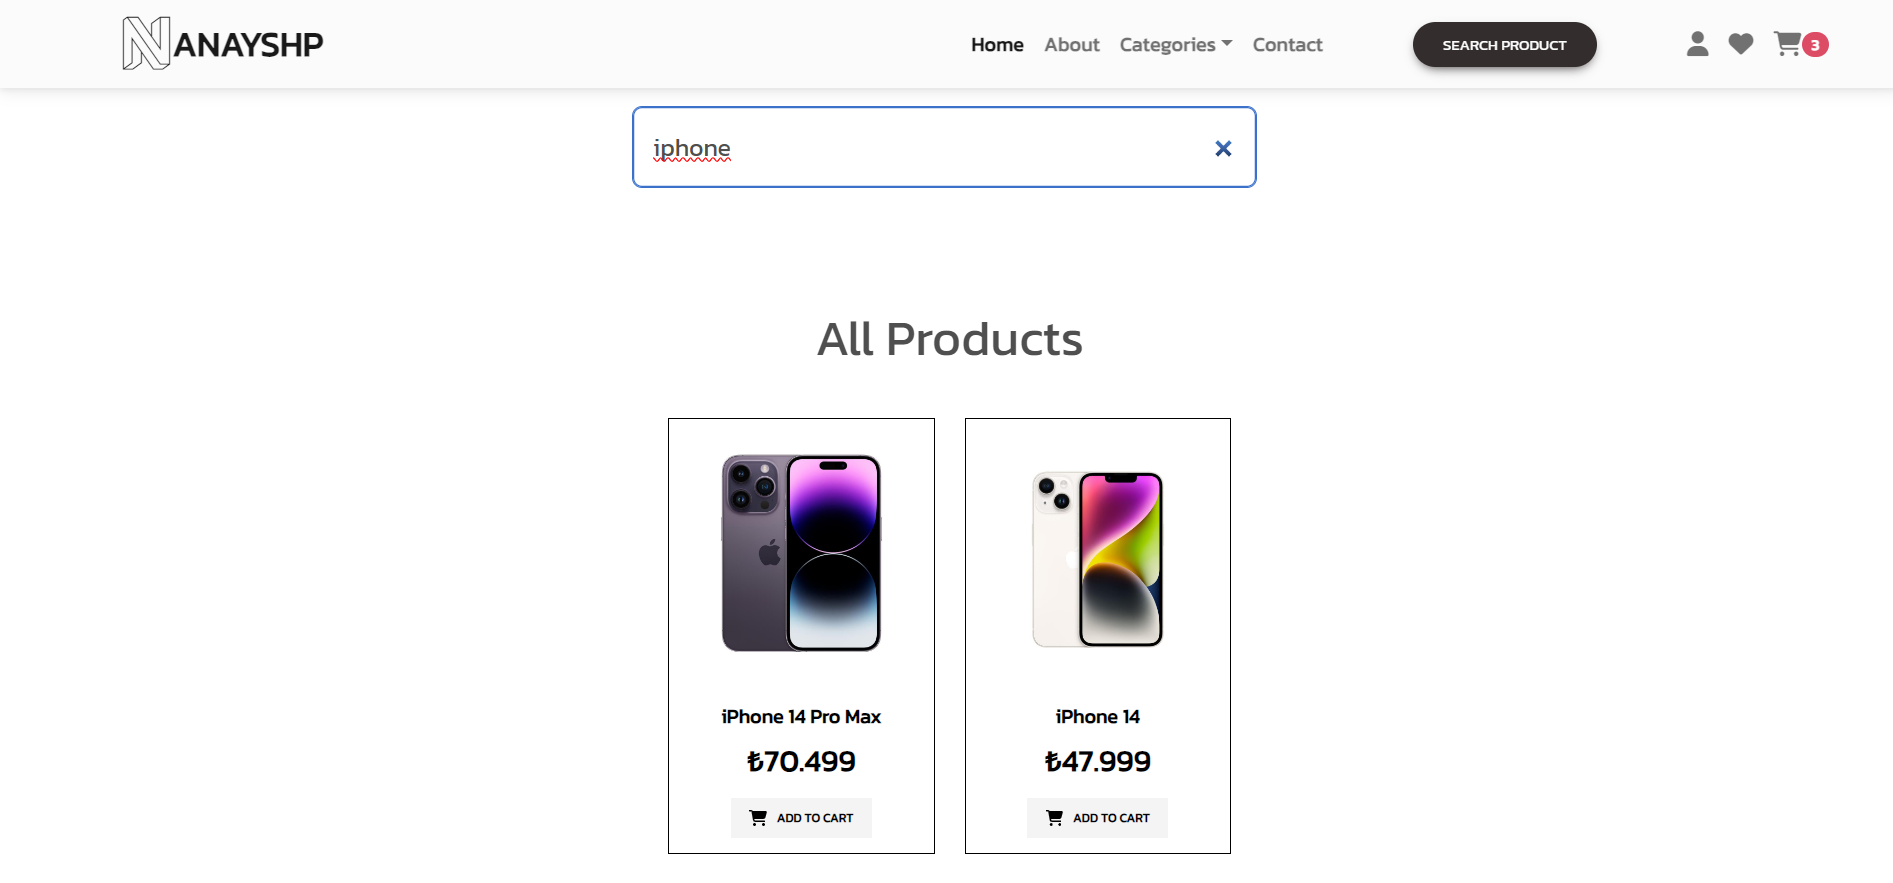 NANAYSHP
Home About Categories Contact
SEARCH PRODUCT
3
iphone
All Products
iPhone 14 Pro Max
₺70.499
ADD TO CART
iPhone 14
₺47.999
ADD TO CART